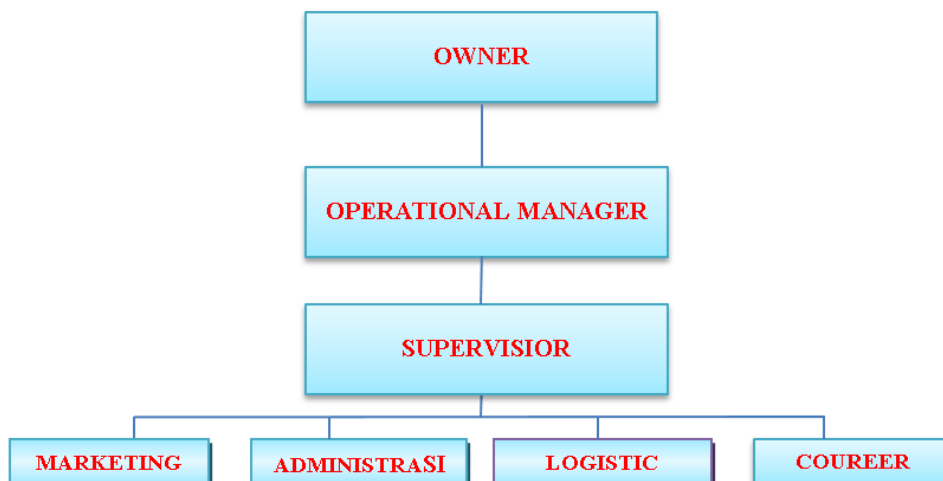 OWNER
OPERATIONAL MANAGER
SUPERVISIOR
MARKETING
ADMINISTRASI
LOGISTIC
COUREER